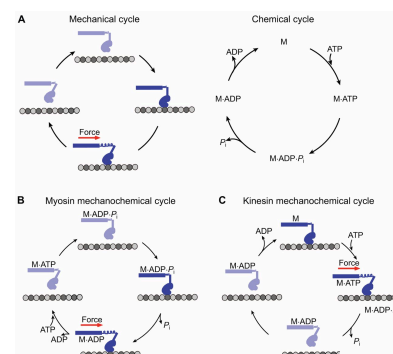 A
Mechanical cycle
Force
Chemical cycle
M
ATP
M·ATP
M·ADP·Pi
Pi
M·ADP
ADP
B
Myosin mechanochemical cycle
M·ADP·Pi
M·ADP·Pi
Pi
Force
M·ADP
ADP
ATP
M·ATP
C
Kinesin mechanochemical cycle
M
ATP
Force
M·ATP
M·ADP·
Pi
M·ADP
M·ADP
ADP